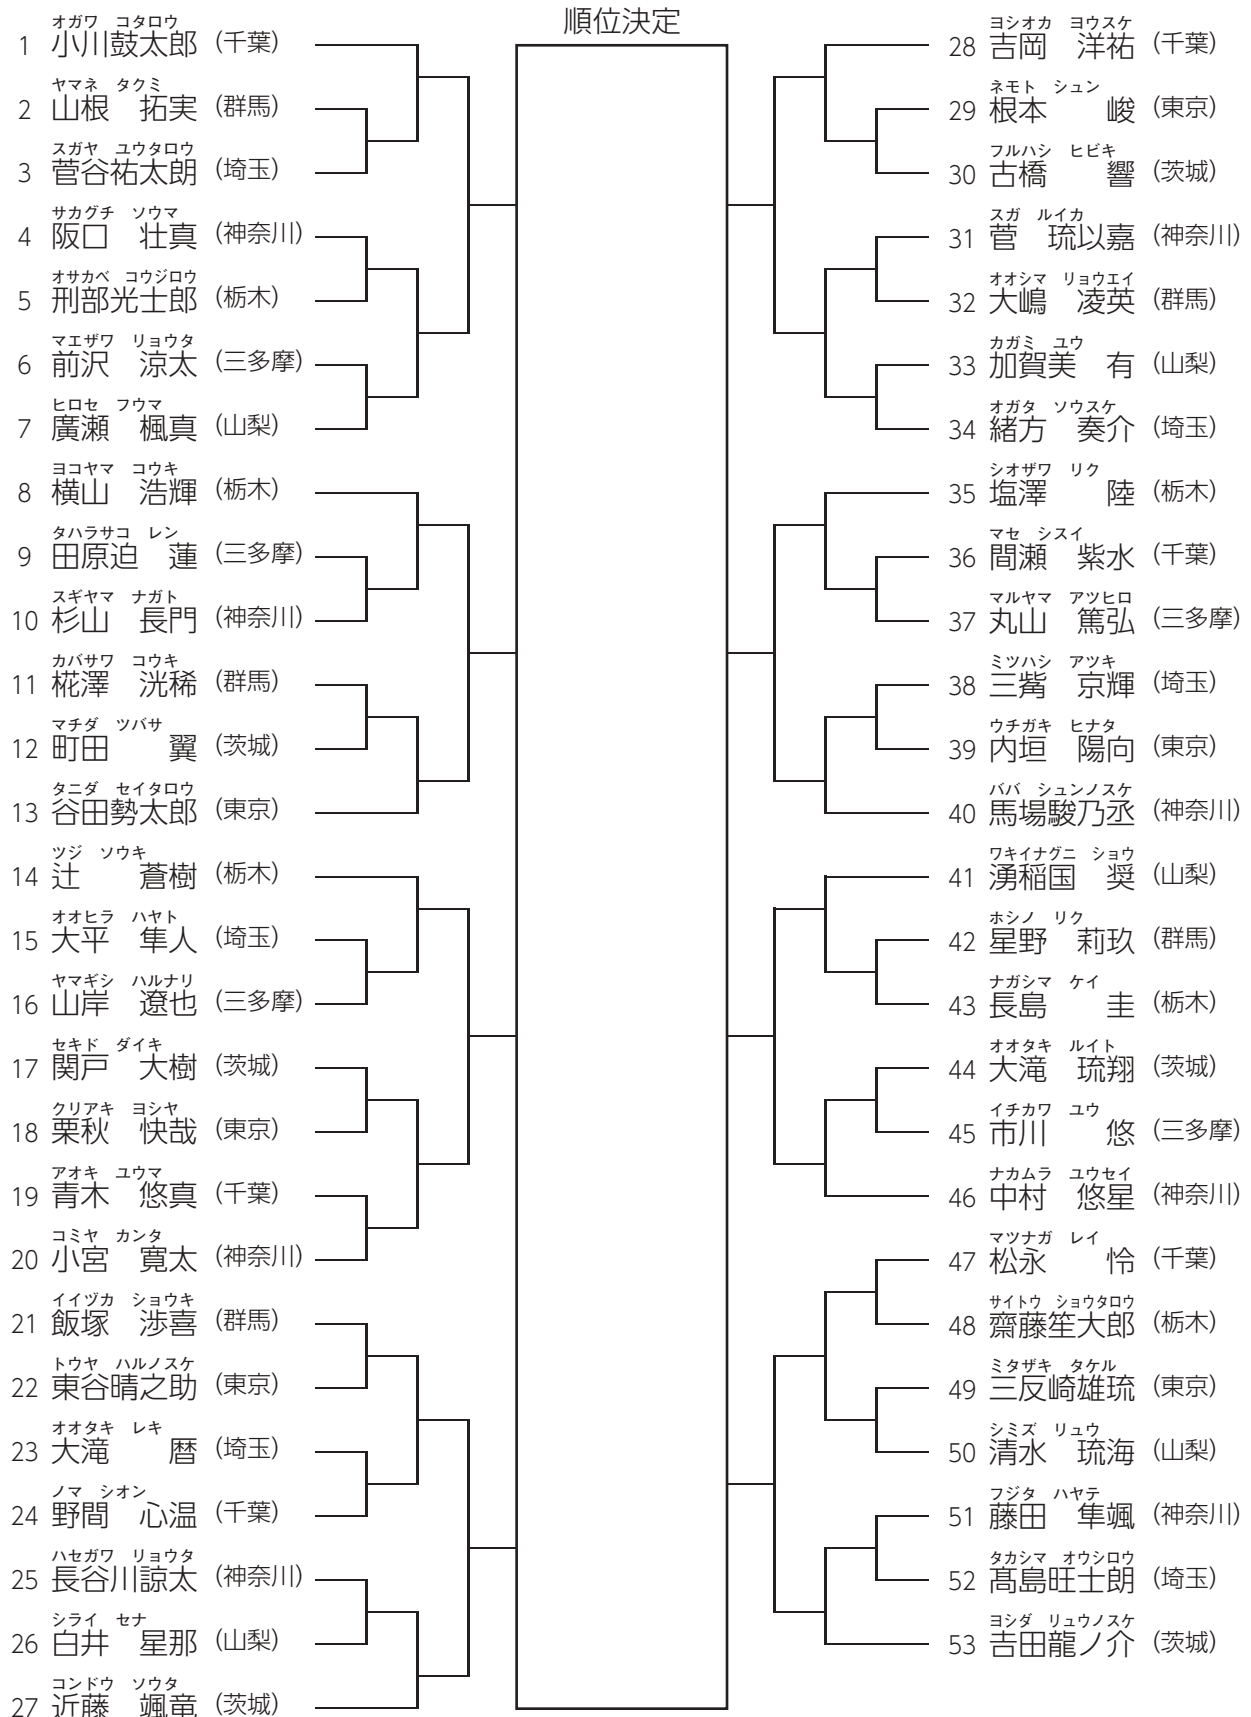 順位決定
オガワ コタロウ
1 小川鼓太郎 (千葉)
ヤマネ タクミ
2 山根 拓実 (群馬)
スガヤ ユウタロウ
3 菅谷祐太朗 (埼玉)
サカグチ ソウマ
4 阪口 壮真 (神奈川)
オサカベ コウジロウ
5 刑部光士郎 (栃木)
マエザワ リョウタ
6 前沢 涼太 (三多摩)
ヒロセ フウマ
7 廣瀬 楓真 (山梨)
ヨコヤマ コウキ
8 横山 浩輝 (栃木)
タハラサコ レン
9 田原迫 蓮 (三多摩)
スギヤマ ナガト
10 杉山 長門 (神奈川)
カバサワ コウキ
11 椛澤 洸稀 (群馬)
マチダ ツバサ
12 町田 翼 (茨城)
タニダ セイタロウ
13 谷田勢太郎 (東京)
ツジ ソウキ
14 辻 蒼樹 (栃木)
オオヒラ ハヤト
15 大平 隼人 (埼玉)
ヤマギシ ハルナリ
16 山岸 遼也 (三多摩)
セキド ダイキ
17 関戸 大樹 (茨城)
クリアキ ヨシヤ
18 栗秋 快哉 (東京)
アオキ ユウマ
19 青木 悠真 (千葉)
コミヤ カンタ
20 小宮 寛太 (神奈川)
イイヅカ ショウキ
21 飯塚 渉喜 (群馬)
トウヤ ハルノスケ
22 東谷晴之助 (東京)
オオタキ レキ
23 大滝 暦 (埼玉)
ノマ シオン
24 野間 心温 (千葉)
ハセガワ リョウタ
25 長谷川諒太 (神奈川)
シライ セナ
26 白井 星那 (山梨)
コンドウ ソウタ
27 近藤 颯竜 (茨城)
ヨシオカ ヨウスケ
28 吉岡 洋祐 (千葉)
ネモト シュン
29 根本 峻 (東京)
フルハシ ヒビキ
30 古橋 響 (茨城)
スガ ルイカ
31 菅 琉以嘉 (神奈川)
オオシマ リョウエイ
32 大嶋 凌英 (群馬)
カガミ ユウ
33 加賀美 有 (山梨)
オガタ ソウスケ
34 緒方 奏介 (埼玉)
シオザワ リク
35 塩澤 陸 (栃木)
マセ シスイ
36 間瀬 紫水 (千葉)
マルヤマ アツヒロ
37 丸山 篤弘 (三多摩)
ミツハシ アツキ
38 三觜 京輝 (埼玉)
ウチガキ ヒナタ
39 内垣 陽向 (東京)
ババ シュンノスケ
40 馬場駿乃丞 (神奈川)
ワキイナグニ ショウ
41 湧稲国 奨 (山梨)
ホシノ リク
42 星野 莉玖 (群馬)
ナガシマ ケイ
43 長島 圭 (栃木)
オオタキ ルイト
44 大滝 琉翔 (茨城)
イチカワ ユウ
45 市川 悠 (三多摩)
ナカムラ ユウセイ
46 中村 悠星 (神奈川)
マツナガ レイ
47 松永 怜 (千葉)
サイトウ ショウタロウ
48 齋藤笙大郎 (栃木)
ミタザキ タケル
49 三反崎雄琉 (東京)
シミズ リュウ
50 清水 琉海 (山梨)
フジタ ハヤテ
51 藤田 隼颯 (神奈川)
タカシマ オウシロウ
52 髙島旺士朗 (埼玉)
ヨシダ リュウノスケ
53 吉田龍ノ介 (茨城)